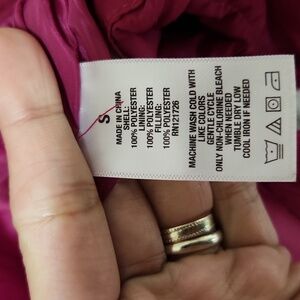 S
MADE IN CHINA
SHELL:
100% POLYESTER
LINING:
100% POLYESTER
FILLING:
100% POLYESTER
RN121726
MACHINE WASH COLD WITH
LIKE COLORS
GENTLE CYCLE
ONLY NON-CHLORINE BLEACH
WHEN NEEDED
TUMBLE DRY LOW
COOL IRON IF NEEDED